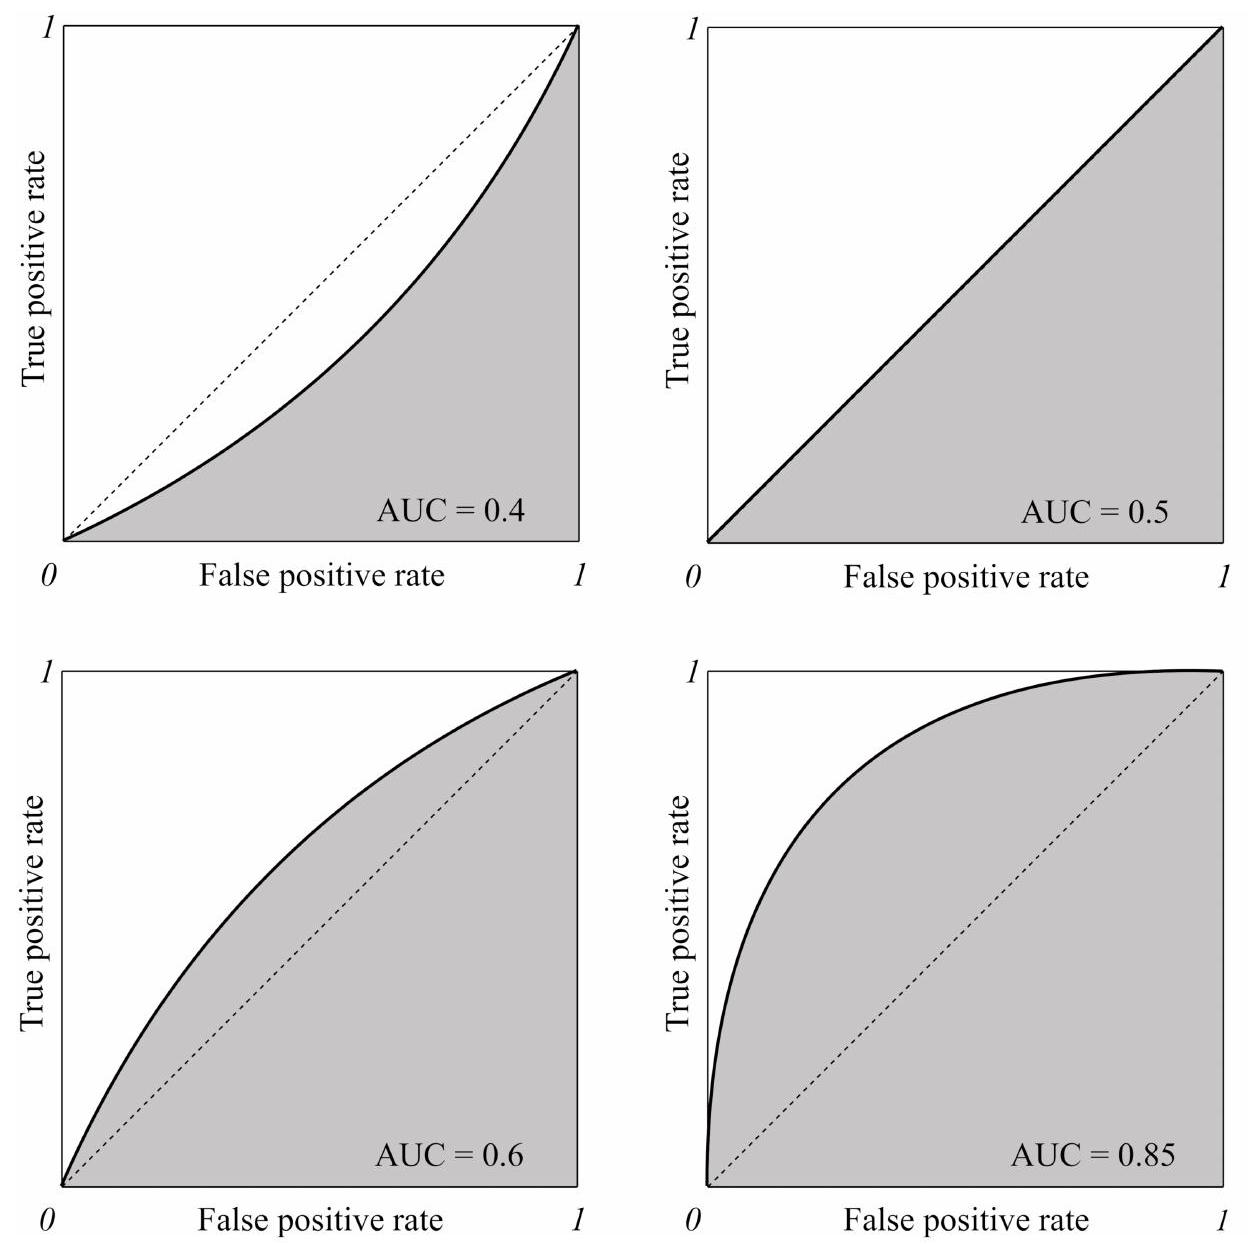 1
True positive rate
AUC = 0.4
0
False positive rate
1
1
True positive rate
AUC = 0.5
0
False positive rate
1
1
True positive rate
AUC = 0.6
0
False positive rate
1
1
True positive rate
AUC = 0.85
0
False positive rate
1